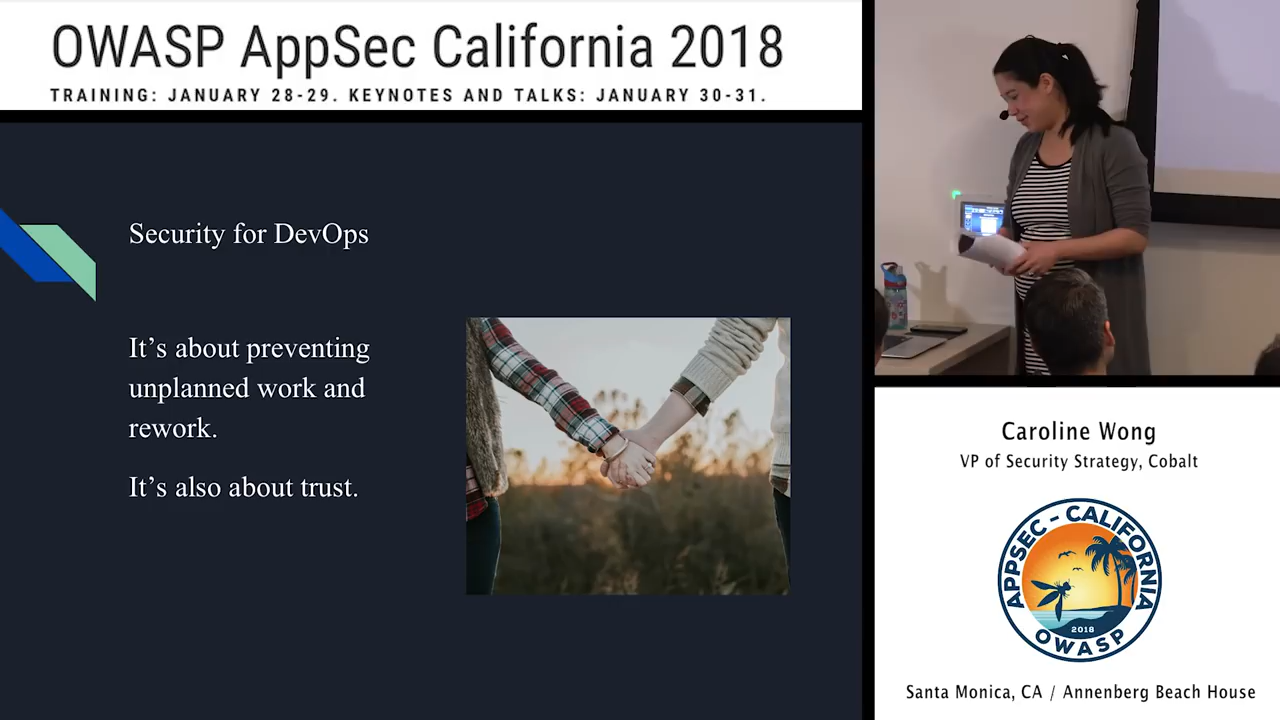 OWASP AppSec California 2018
TRAINING: JANUARY 28-29. KEYNOTES AND TALKS: JANUARY 30-31.
Security for DevOps
It’s about preventing
unplanned work and
rework.
It’s also about trust.
Caroline Wong
VP of Security Strategy, Cobalt
APPSEC - CALIFORNIA
2018
OWASP
Santa Monica, CA / Annenberg Beach House